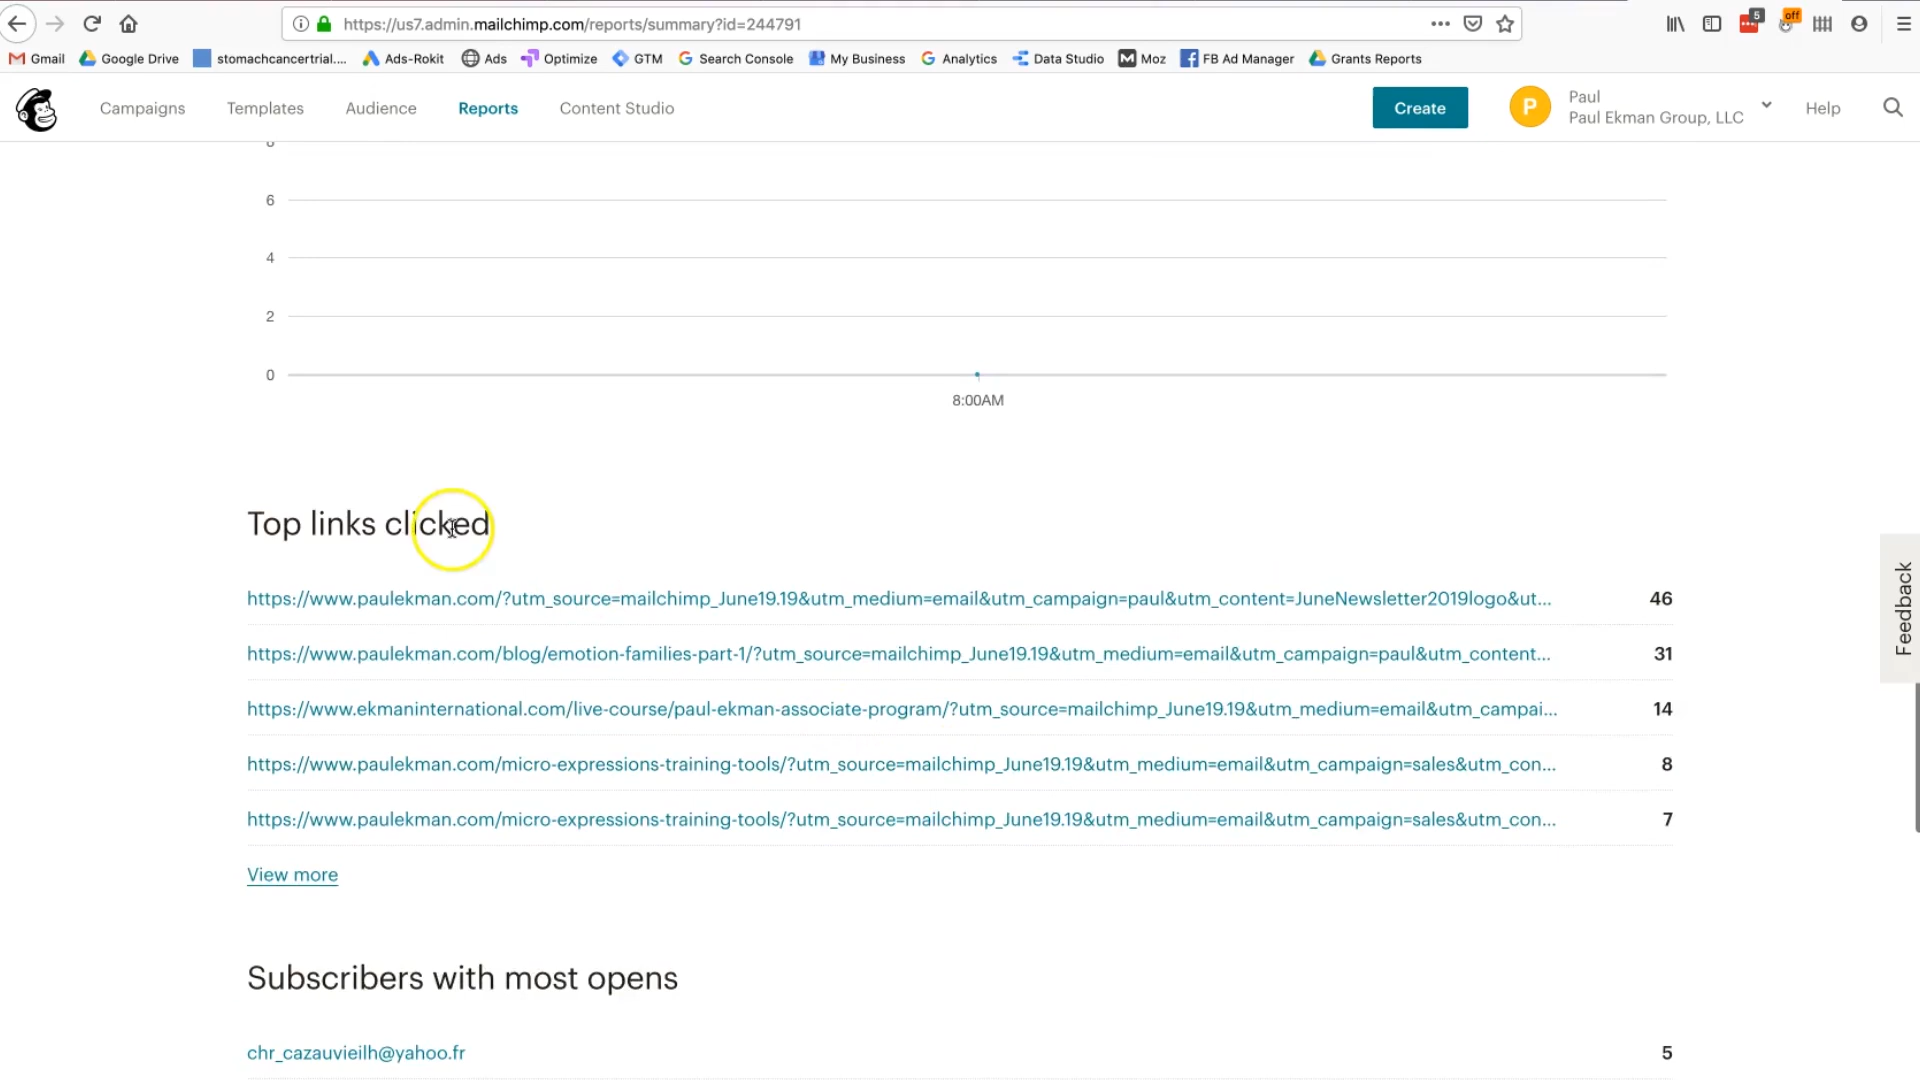 https://us7.admin.mailchimp.com/reports/summary?id=244791
5
off
Gmail
Google Drive
stomachcancertrial....
Ads-Rokit
Ads
Optimize
GTM
Search Console
My Business
Analytics
Data Studio
Moz
FB Ad Manager
Grants Reports
Campaigns
Templates
Audience
Reports
Content Studio
Create
P
Paul
Paul Ekman Group, LLC
Help
6
4
2
0
8:00AM
Top links clicked
https://www.paulekman.com/?utm_source=mailchimp_June19.19&utm_medium=email&utm_campaign=paul&utm_content=JuneNewsletter2019logo&ut... 46
https://www.paulekman.com/blog/emotion-families-part-1/?utm_source=mailchimp_June19.19&utm_medium=email&utm_campaign=paul&utm_content... 31
https://www.ekmaninternational.com/live-course/paul-ekman-associate-program/?utm_source=mailchimp_June19.19&utm_medium=email&utm_campai... 14
https://www.paulekman.com/micro-expressions-training-tools/?utm_source=mailchimp_June19.19&utm_medium=email&utm_campaign=sales&utm_con... 8
https://www.paulekman.com/micro-expressions-training-tools/?utm_source=mailchimp_June19.19&utm_medium=email&utm_campaign=sales&utm_con... 7
View more
Feedback
Subscribers with most opens
chr_cazauvieilh@yahoo.fr 5